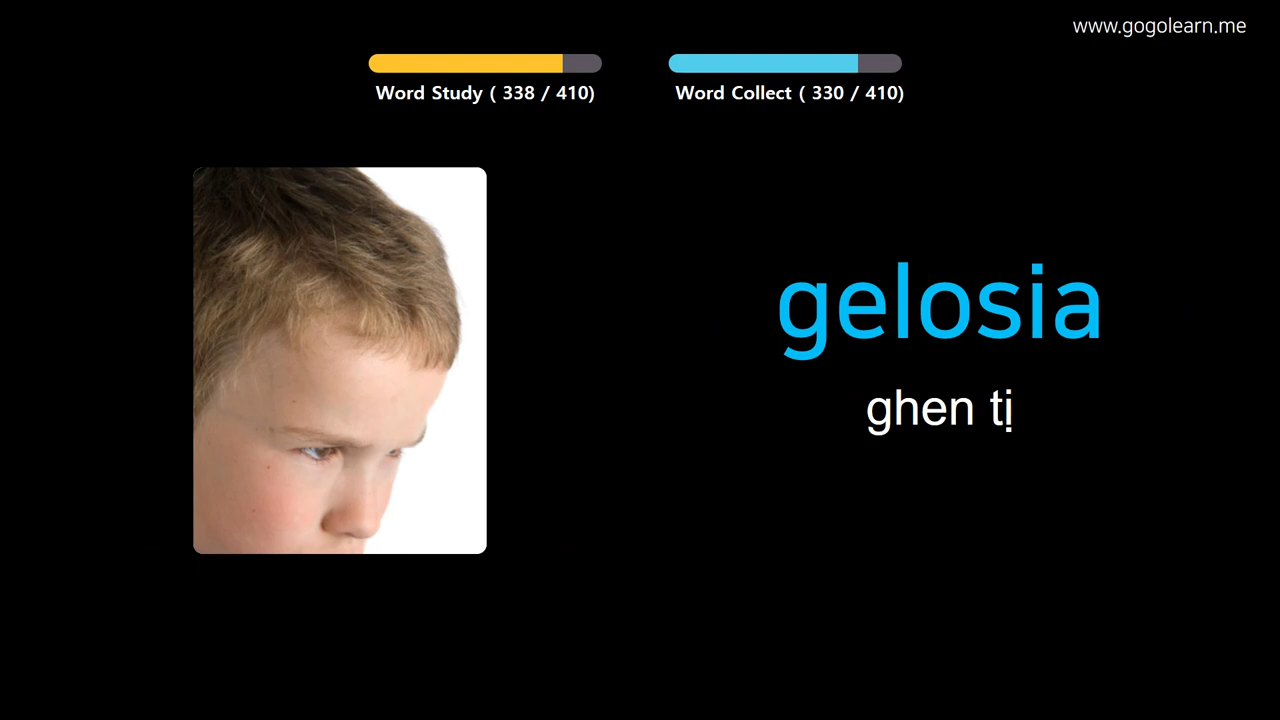 www.gogolearn.me
Word Study ( 338 / 410)
Word Collect ( 330 / 410)
gelosia
ghen tị